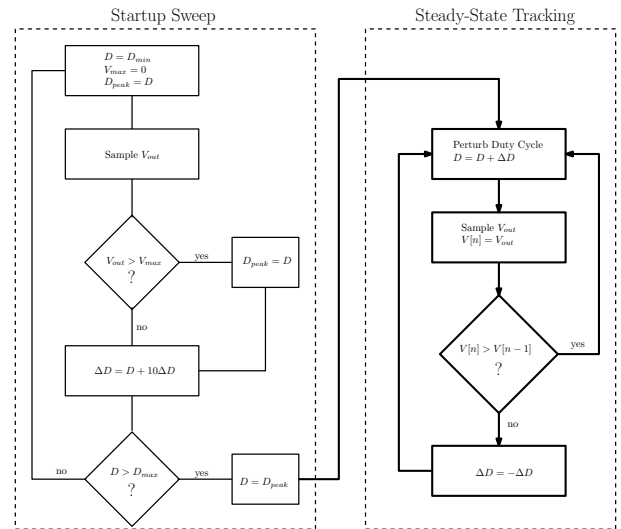 Startup Sweep
D = D_min
V_max = 0
D_peak = D
Sample V_out
V_out > V_max
?
yes
D_peak = D
no
ΔD = D + 10ΔD
D > D_max
?
no
yes
D = D_peak
Steady-State Tracking
Perturb Duty Cycle
D = D + ΔD
Sample V_out
V[n] = V_out
V[n] > V[n − 1]
?
yes
no
ΔD = −ΔD